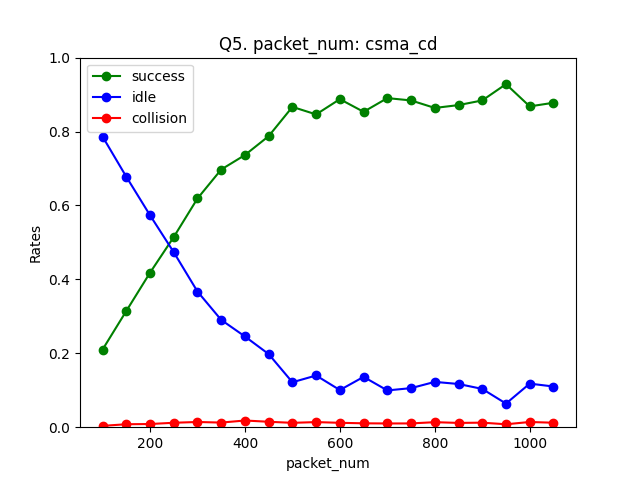 Q5. packet_num: csma_cd
success
idle
collision
1.0
0.8
0.6
0.4
0.2
0.0
Rates
200 400 600 800 1000
packet_num